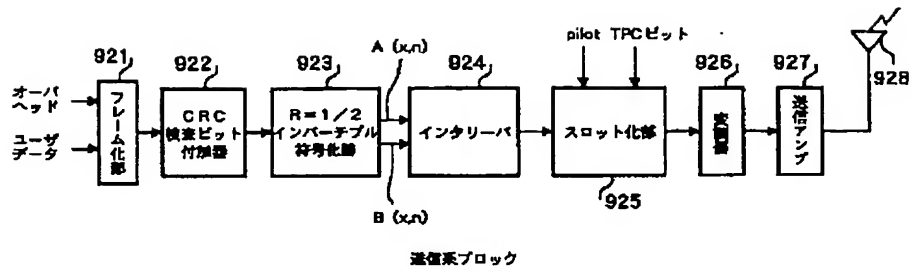 921
922
923
A (x,n)
924
pilot TPCビット
926
927
928
オーバ
ヘッド
ユーザ
データ
フレーム化部
CRC
検査ビット
付加器
R=1/2
インバーチブル
符号化器
インタリーバ
スロット化部
変調器
送信アンプ
B (x,n)
925
送信系ブロック